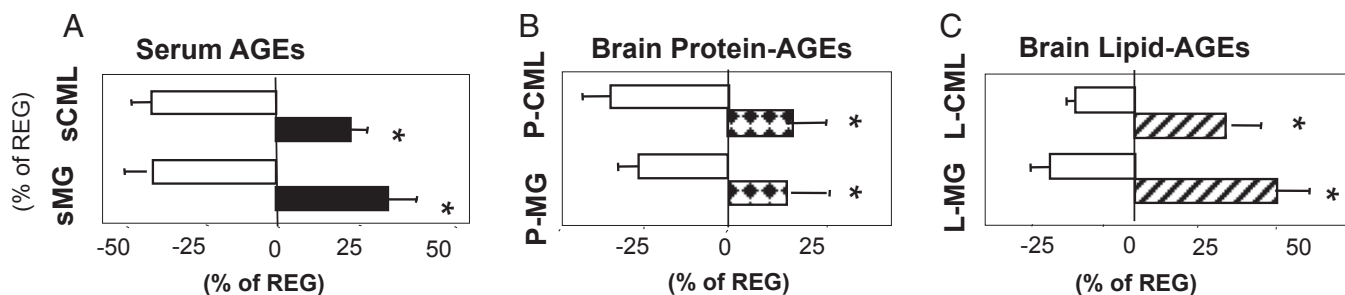 A
Serum AGEs
(% of REG)
sCML
sMG
*
*
-50 -25 0 25 50
(% of REG)
B
Brain Protein-AGEs
P-CML
P-MG
*
*
-25 0 25
(% of REG)
C
Brain Lipid-AGEs
L-CML
L-MG
*
*
-25 0 25 50
(% of REG)